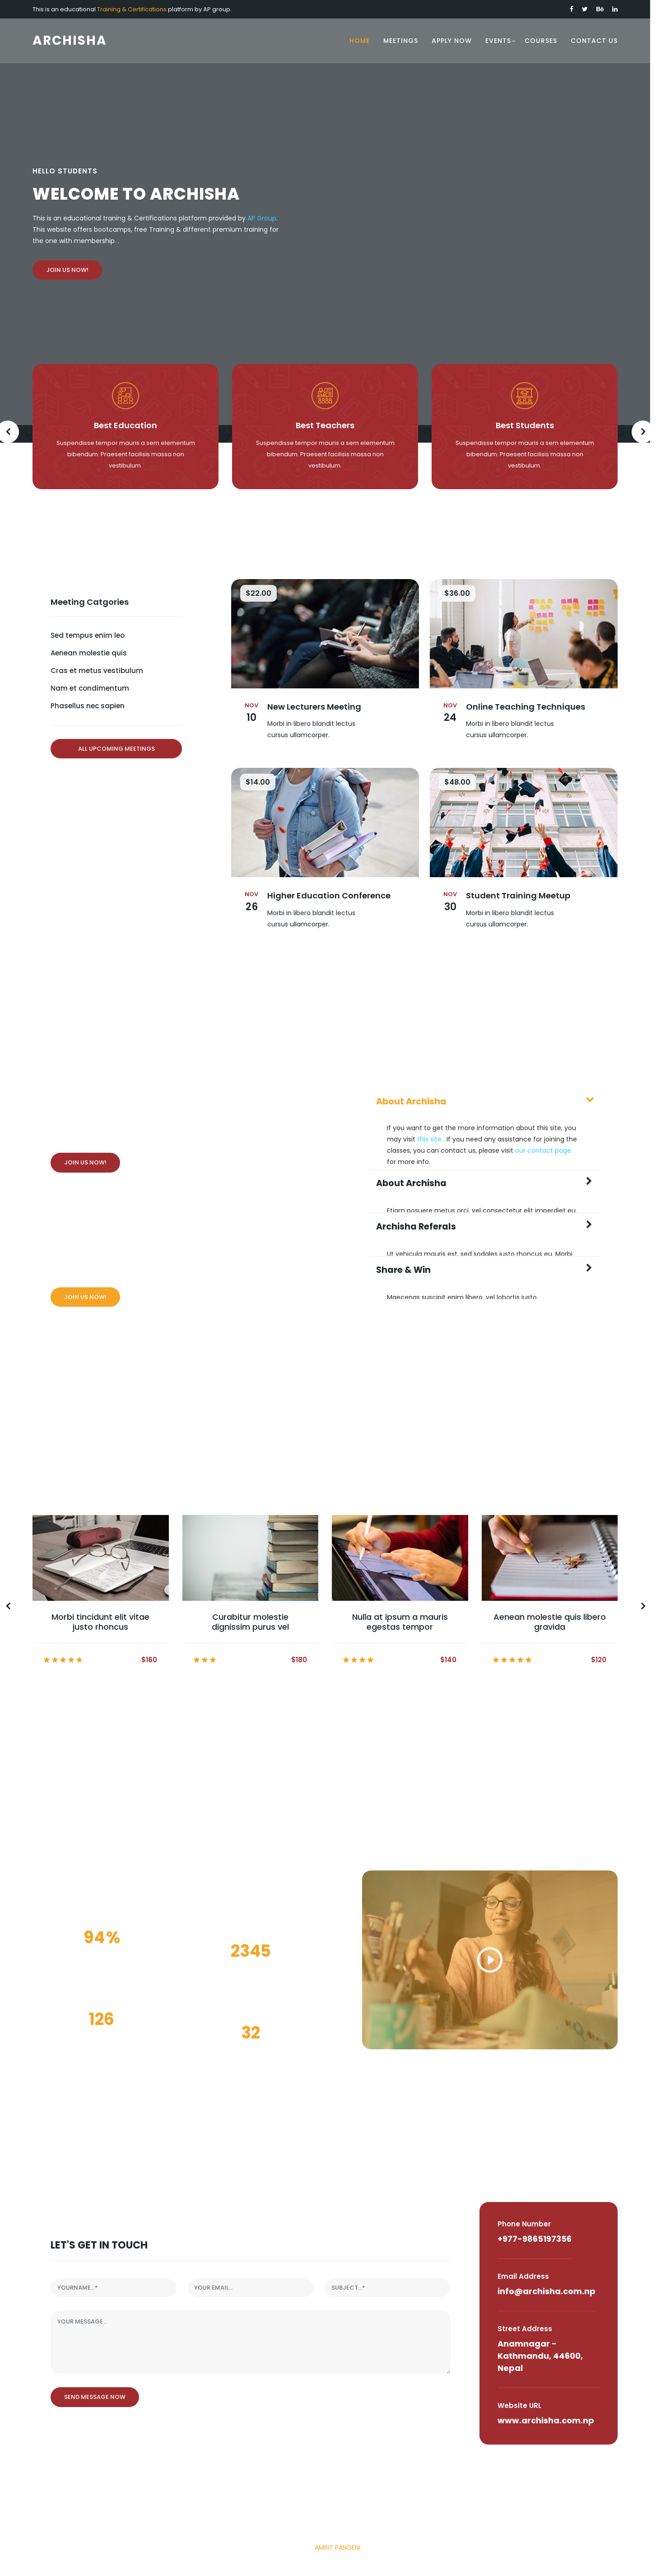 This is an educational Training & Certifications platform by AP group.
ARCHISHA
HOME MEETINGS APPLY NOW EVENTS COURSES CONTACT US
HELLO STUDENTS
WELCOME TO ARCHISHA
This is an educational traning & Certifications platform provided by AP Group.
This website offers bootcamps, free Training & different premium training for
the one with membership. .
JOIN US NOW!
Best Education
Suspendisse tempor mauris a sem elementum
bibendum. Praesent facilisis massa non
vestibulum.
Best Teachers
Suspendisse tempor mauris a sem elementum
bibendum. Praesent facilisis massa non
vestibulum.
Best Students
Suspendisse tempor mauris a sem elementum
bibendum. Praesent facilisis massa non
vestibulum.
Meeting Catgories
Sed tempus enim leo
Aenean molestie quis
Cras et metus vestibulum
Nam et condimentum
Phasellus nec sapien
ALL UPCOMING MEETINGS
$22.00
NOV
10
New Lecturers Meeting
Morbi in libero blandit lectus
cursus ullamcorper.
$36.00
NOV
24
Online Teaching Techniques
Morbi in libero blandit lectus
cursus ullamcorper.
$14.00
NOV
26
Higher Education Conference
Morbi in libero blandit lectus
cursus ullamcorper.
$48.00
NOV
30
Student Training Meetup
Morbi in libero blandit lectus
cursus ullamcorper.
JOIN US NOW!
JOIN US NOW!
About Archisha
If you want to get the more information about this site, you
may visit this site . If you need any assistance for joining the
classes, you can contact us, please visit our contact page
for more info.
About Archisha
Etiam posuere metus orci, vel consectetur elit imperdiet eu.
Archisha Referals
Ut vehicula mauris est, sed sodales justo rhoncus eu. Morbi
Share & Win
Maecenas suscipit enim libero, vel lobortis justo
Morbi tincidunt elit vitae
justo rhoncus
$160
Curabitur molestie
dignissim purus vel
$180
Nulla at ipsum a mauris
egestas tempor
$140
Aenean molestie quis libero
gravida
$120
94%
2345
126
32
LET'S GET IN TOUCH
YOURNAME...*
YOUR EMAIL...
SUBJECT...*
YOUR MESSAGE...
SEND MESSAGE NOW
Phone Number
+977-9865197356
Email Address
info@archisha.com.np
Street Address
Anamnagar -
Kathmandu, 44600,
Nepal
Website URL
www.archisha.com.np
AMRIT PANGENI